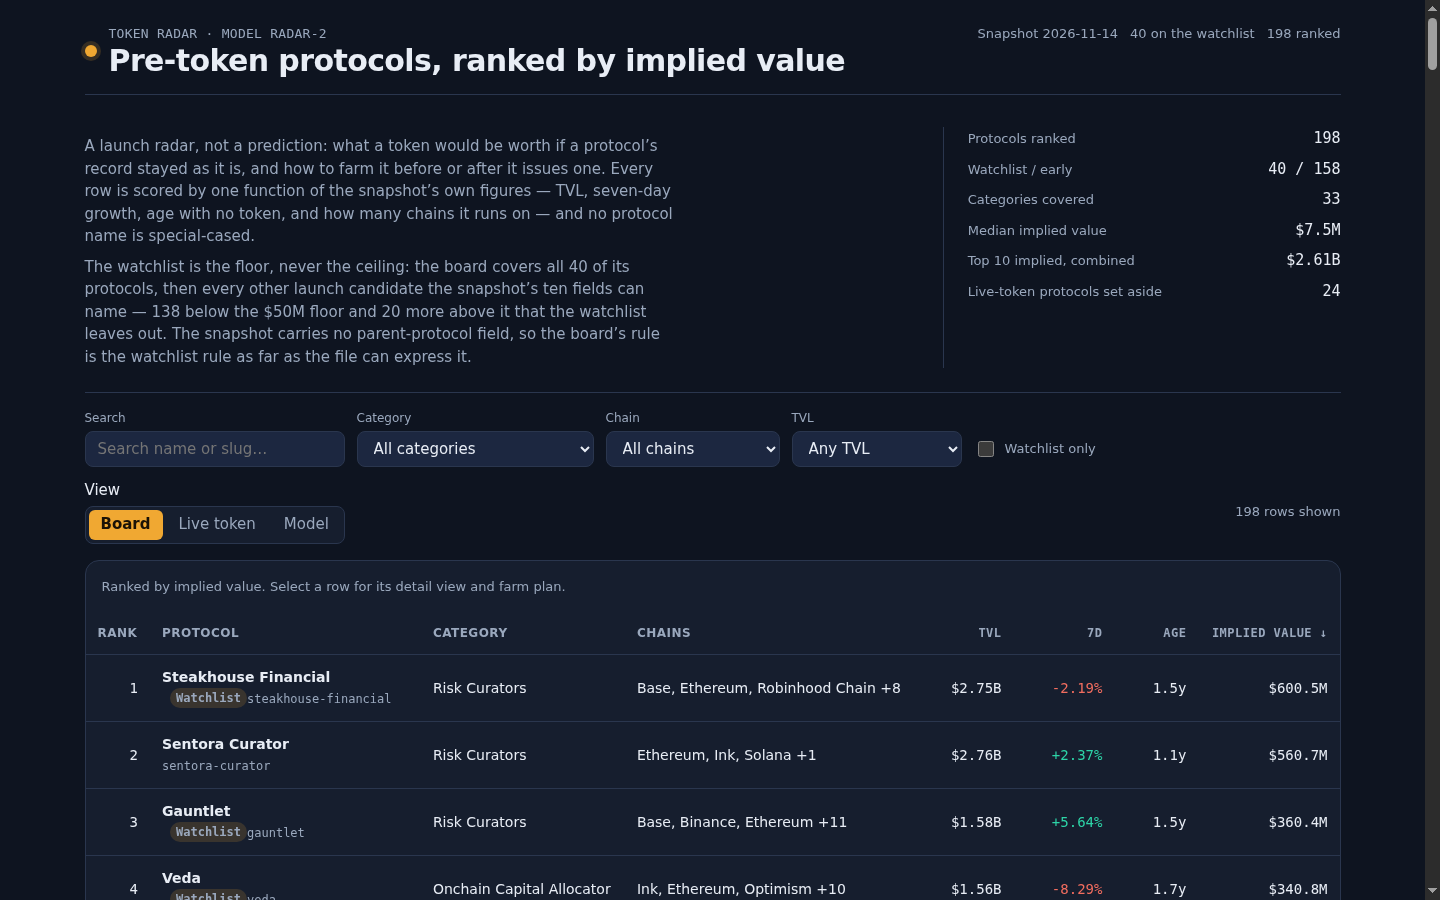 TOKEN RADAR · MODEL RADAR-2
Pre-token protocols, ranked by implied value
Snapshot 2026-11-14 40 on the watchlist 198 ranked
A launch radar, not a prediction: what a token would be worth if a protocol’s
record stayed as it is, and how to farm it before or after it issues one. Every
row is scored by one function of the snapshot’s own figures — TVL, seven-day
growth, age with no token, and how many chains it runs on — and no protocol
name is special-cased.
The watchlist is the floor, never the ceiling: the board covers all 40 of its
protocols, then every other launch candidate the snapshot’s ten fields can
name — 138 below the $50M floor and 20 more above it that the watchlist
leaves out. The snapshot carries no parent-protocol field, so the board’s rule
is the watchlist rule as far as the file can express it.
Protocols ranked 198
Watchlist / early 40 / 158
Categories covered 33
Median implied value $7.5M
Top 10 implied, combined $2.61B
Live-token protocols set aside 24
Search Category Chain TVL
Search name or slug... All categories All chains Any TVL Watchlist only
View
Board Live token Model
198 rows shown
Ranked by implied value. Select a row for its detail view and farm plan.
RANK PROTOCOL CATEGORY CHAINS TVL 7D AGE IMPLIED VALUE ↓
1 Steakhouse Financial Watchlist steakhouse-financial Risk Curators Base, Ethereum, Robinhood Chain +8 $2.75B -2.19% 1.5y $600.5M
2 Sentora Curator sentora-curator Risk Curators Ethereum, Ink, Solana +1 $2.76B +2.37% 1.1y $560.7M
3 Gauntlet Watchlist gauntlet Risk Curators Base, Binance, Ethereum +11 $1.58B +5.64% 1.5y $360.4M
4 Veda Watchlist veda Onchain Capital Allocator Ink, Ethereum, Optimism +10 $1.56B -8.29% 1.7y $340.8M